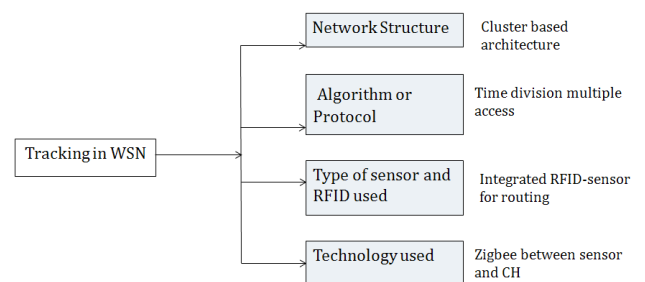 Tracking in WSN
Network Structure
Cluster based
architecture
Algorithm or
Protocol
Time division multiple
access
Type of sensor and
RFID used
Integrated RFID-sensor
for routing
Technology used
Zigbee between sensor
and CH